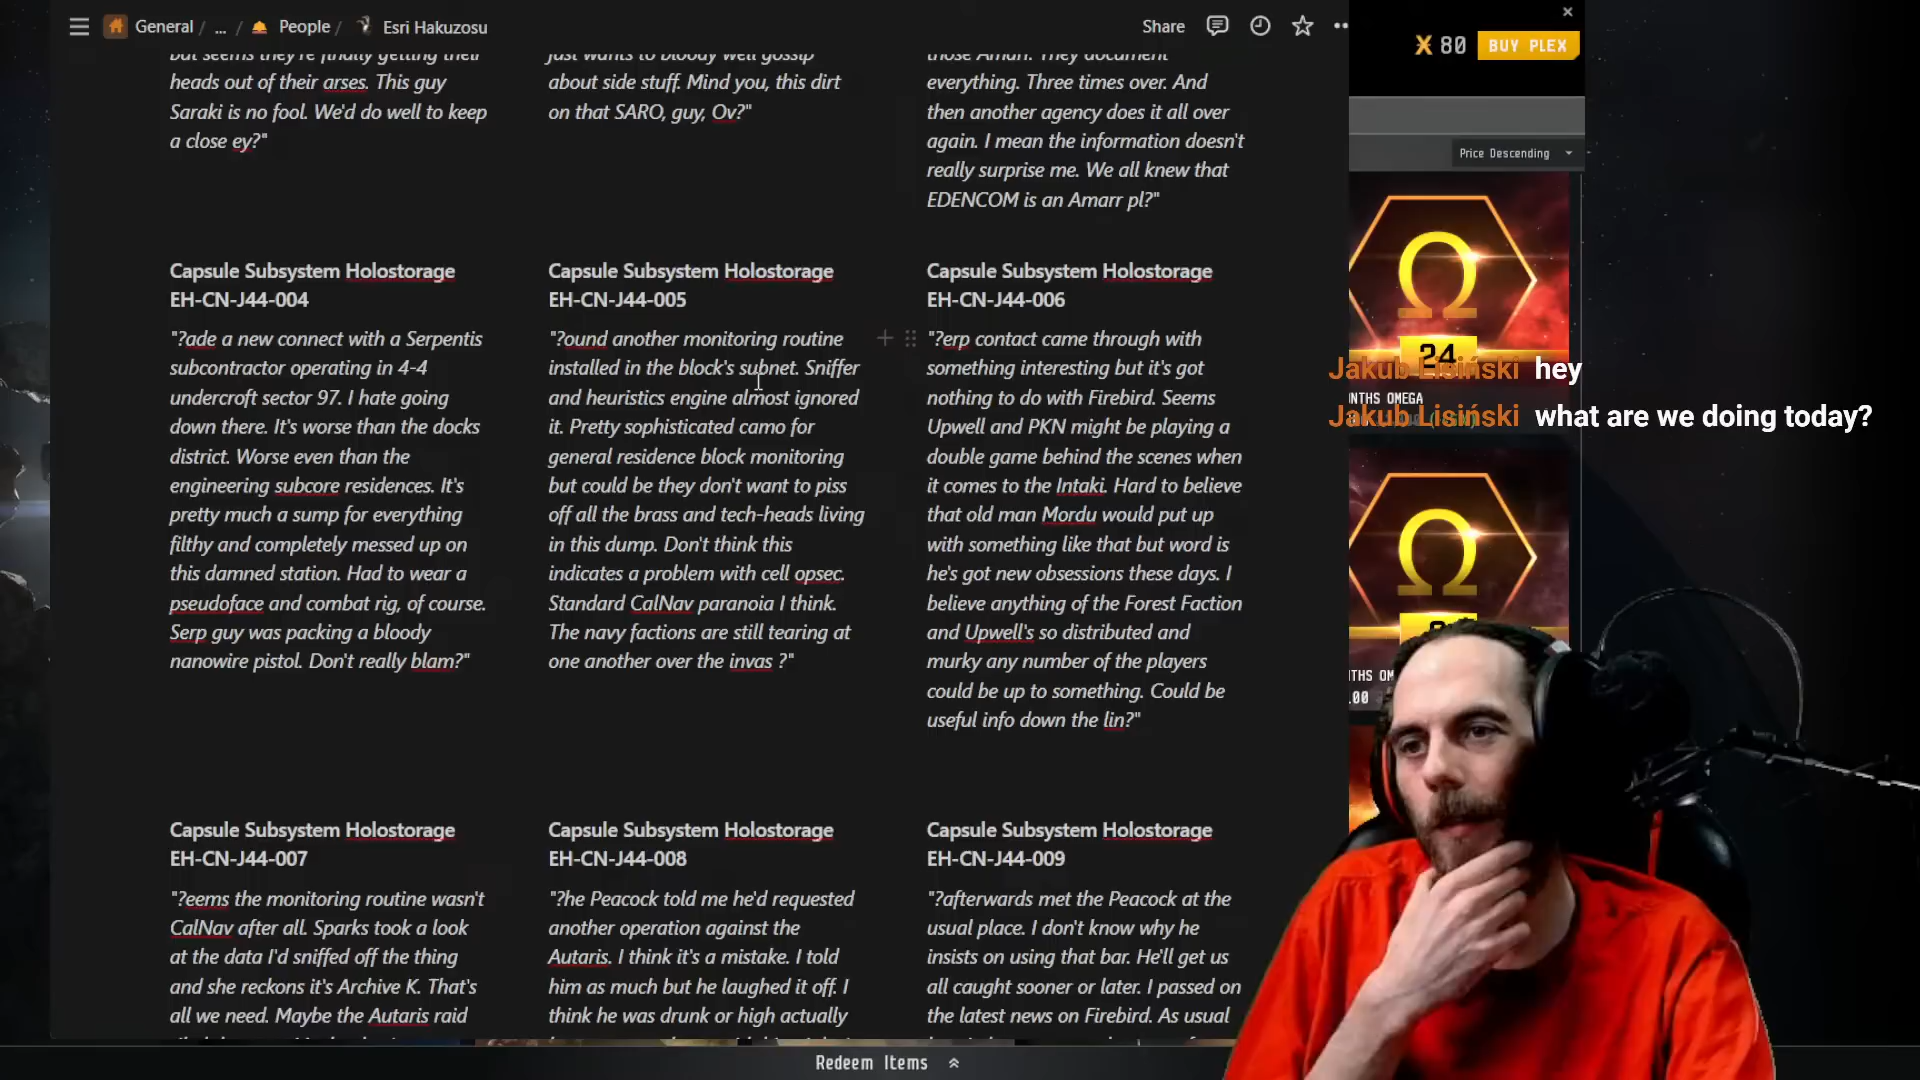 General / ... / People / Esri Hakuzosu
Share
80 BUY PLEX
Price Descending
but seems they're finally getting their
heads out of their arses. This guy
Saraki is no fool. We'd do well to keep
a close ey?"
just wants to bloody well gossip
about side stuff. Mind you, this dirt
on that SARO, guy, Ov?"
those Amarr. They document
everything. Three times over. And
then another agency does it all over
again. I mean the information doesn't
really surprise me. We all knew that
EDENCOM is an Amarr pl?"
Capsule Subsystem Holostorage
EH-CN-J44-004
"?ade a new connect with a Serpentis
subcontractor operating in 4-4
undercroft sector 97. I hate going
down there. It's worse than the docks
district. Worse even than the
engineering subcore residences. It's
pretty much a sump for everything
filthy and completely messed up on
this damned station. Had to wear a
pseudoface and combat rig, of course.
Serp guy was packing a bloody
nanowire pistol. Don't really blam?"
Capsule Subsystem Holostorage
EH-CN-J44-005
"?ound another monitoring routine
installed in the block's subnet. Sniffer
and heuristics engine almost ignored
it. Pretty sophisticated camo for
general residence block monitoring
but could be they don't want to piss
off all the brass and tech-heads living
in this dump. Don't think this
indicates a problem with cell opsec.
Standard CalNav paranoia I think.
The navy factions are still tearing at
one another over the invas ?"
Capsule Subsystem Holostorage
EH-CN-J44-006
"?erp contact came through with
something interesting but it's got
nothing to do with Firebird. Seems
Upwell and PKN might be playing a
double game behind the scenes when
it comes to the Intaki. Hard to believe
that old man Mordu would put up
with something like that but word is
he's got new obsessions these days. I
believe anything of the Forest Faction
and Upwell's so distributed and
murky any number of the players
could be up to something. Could be
useful info down the lin?"
Capsule Subsystem Holostorage
EH-CN-J44-007
"?eems the monitoring routine wasn't
CalNav after all. Sparks took a look
at the data I'd sniffed off the thing
and she reckons it's Archive K. That's
all we need. Maybe the Autaris raid
Capsule Subsystem Holostorage
EH-CN-J44-008
"?he Peacock told me he'd requested
another operation against the
Autaris. I think it's a mistake. I told
him as much but he laughed it off. I
think he was drunk or high actually
Capsule Subsystem Holostorage
EH-CN-J44-009
"?afterwards met the Peacock at the
usual place. I don't know why he
insists on using that bar. He'll get us
all caught sooner or later. I passed on
the latest news on Firebird. As usual
Ω
24
NTHS OMEGA
Jakub Lisiński hey
Jakub Lisiński what are we doing today?
Ω
THS OM
.00
Redeem Items